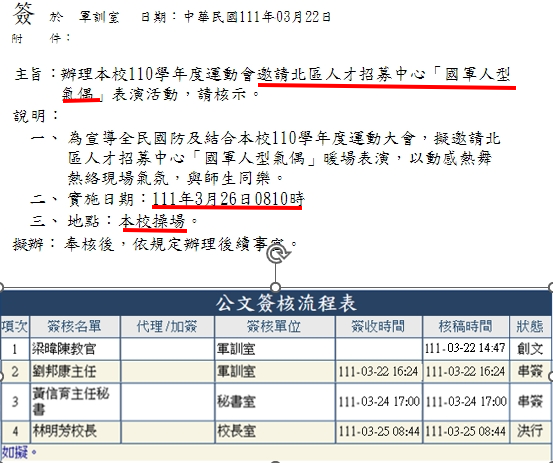 簽 於 軍訓室 日期：中華民國111年03月22日
附 件：
主旨：辦理本校110學年度運動會邀請北區人才招募中心「國軍人型
氣偶」表演活動，請核示。
說明：
一、為宣導全民國防及結合本校110學年度運動大會，擬邀請北
區人才招募中心「國軍人型氣偶」暖場表演，以動感熱舞
熱絡現場氣氛，與師生同樂。
二、實施日期：111年3月26日0810時
三、地點：本校操場。
擬辦：奉核後，依規定辦理後續事宜。
公文簽核流程表
項次 簽核名單 代理/加簽 簽核單位 簽收時間 核稿時間 狀態
1 梁暐陳教官 軍訓室 111-03-22 14:47 創文
2 劉邦康主任 軍訓室 111-03-22 16:24 111-03-22 16:24 串簽
3 黃信育主任秘書 秘書室 111-03-24 17:00 111-03-24 17:00 串簽
4 林明芳校長 校長室 111-03-25 08:44 111-03-25 08:44 決行
如擬。